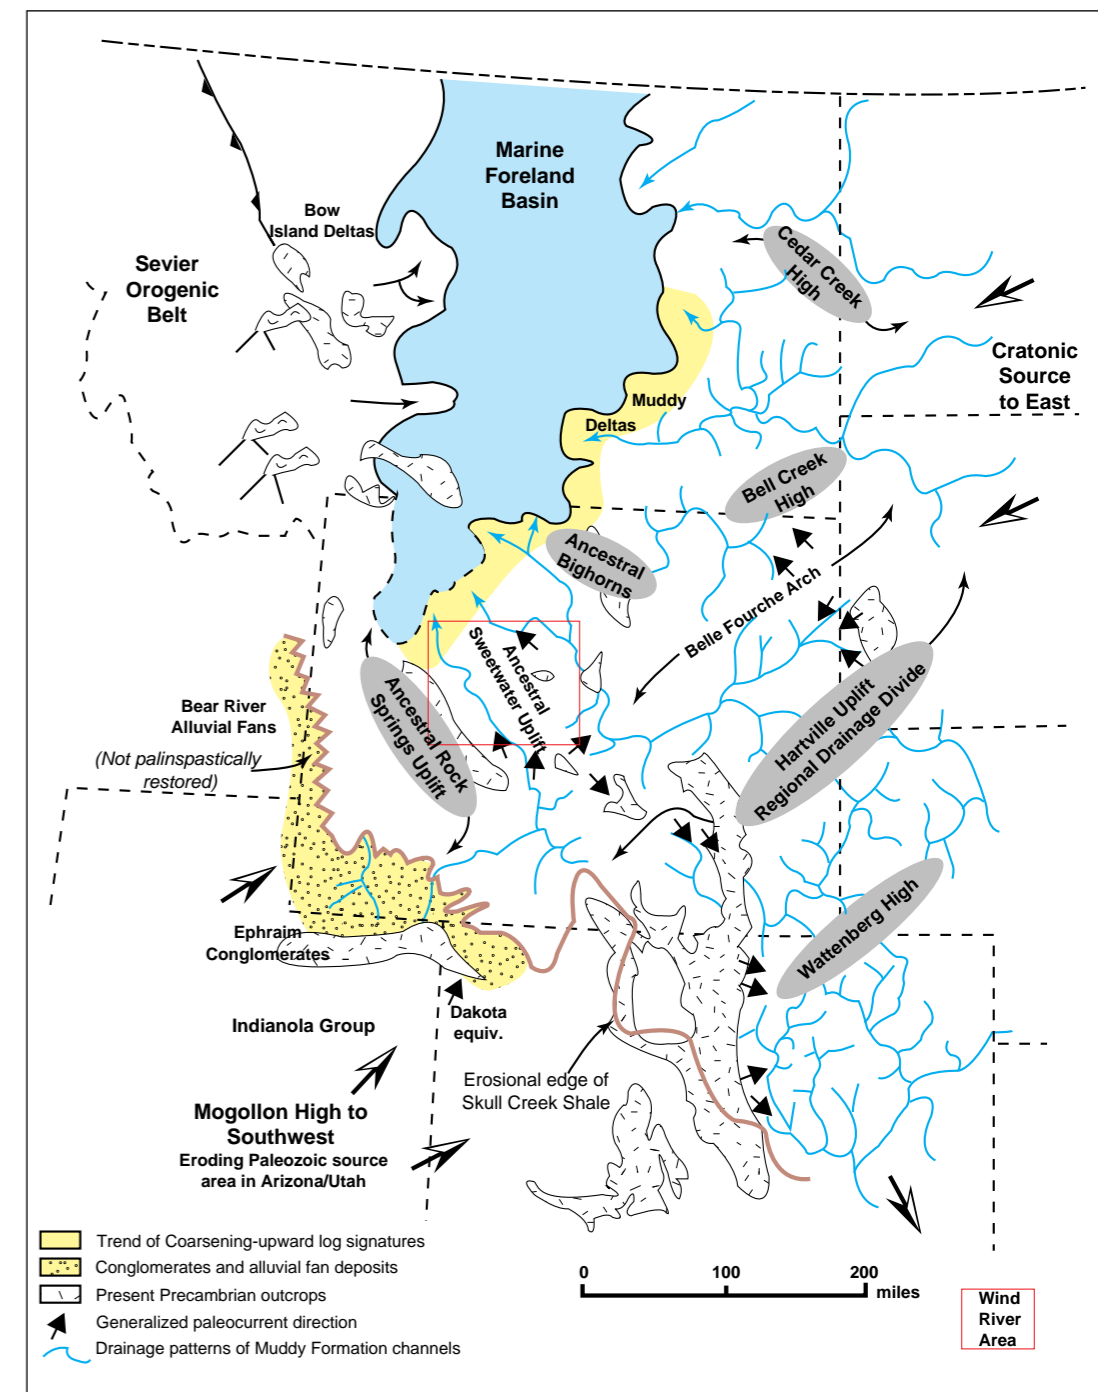 Marine
Foreland
Basin
Bow
Island Deltas
Sevier
Orogenic
Belt
Cedar Creek
High
Cratonic
Source
to East
Muddy
Deltas
Bell Creek
High
Ancestral
Bighorns
Belle Fourche Arch
Ancestral
Sweetwater Uplift
Ancestral Rock
Springs Uplift
Hartville Uplift
Regional Drainage Divide
Bear River
Alluvial Fans
(Not palinspastically
restored)
Wattenberg High
Ephraim
Conglomerates
Dakota
equiv.
Indianola Group
Erosional edge of
Skull Creek Shale
Mogollon High to
Southwest
Eroding Paleozoic source
area in Arizona/Utah
Trend of Coarsening-upward log signatures
Conglomerates and alluvial fan deposits
Present Precambrian outcrops
Generalized paleocurrent direction
Drainage patterns of Muddy Formation channels
0 100 200
miles
Wind
River
Area